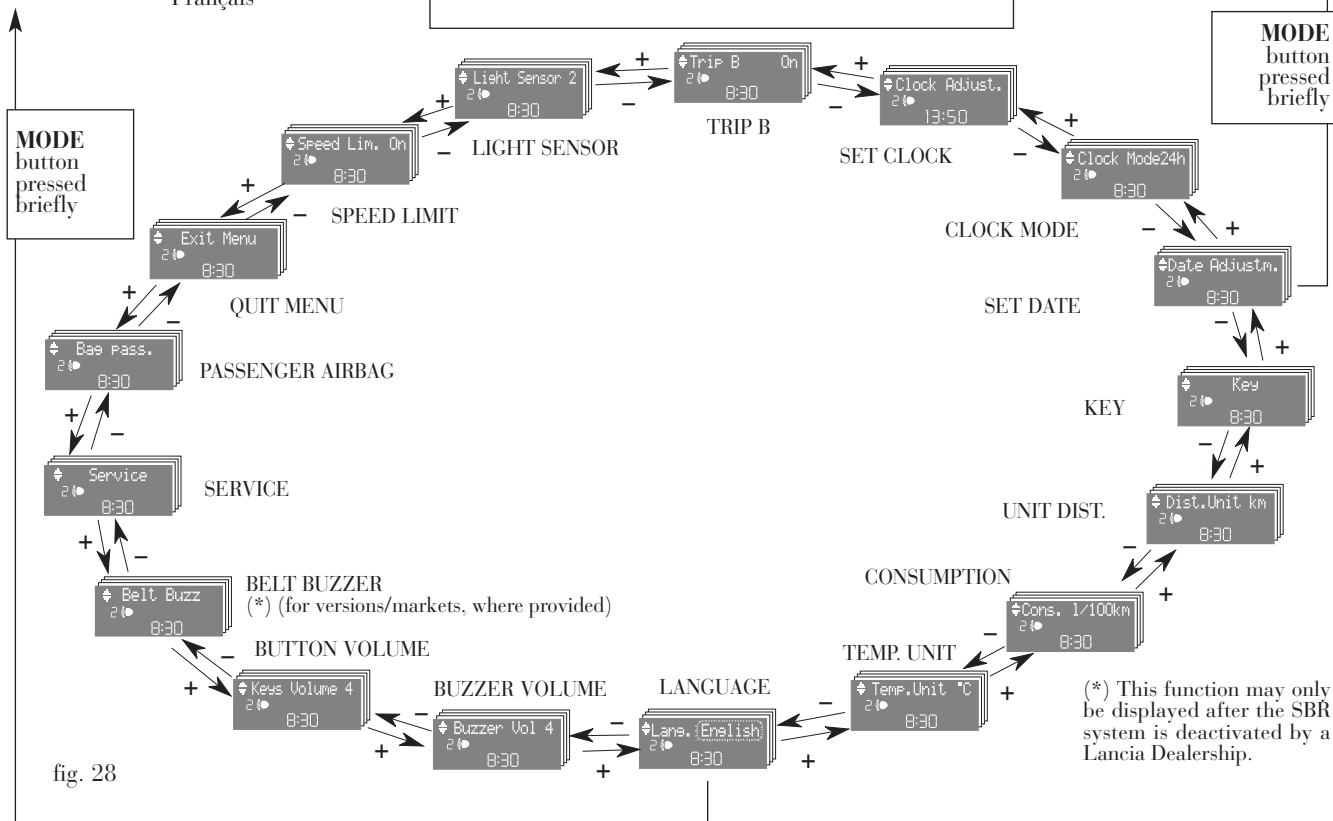 Français
MODE
button
pressed
briefly
MODE
button
pressed
briefly
Light Sensor 2
2
8:30
LIGHT SENSOR
+
–
Trip B On
2
8:30
TRIP B
+
–
Clock Adjust.
2
13:50
SET CLOCK
+
–
Clock Mode24h
2
8:30
CLOCK MODE
–
+
Date Adjustm.
2
8:30
SET DATE
–
+
Key
2
8:30
KEY
–
+
Dist.Unit km
2
8:30
UNIT DIST.
–
+
Cons. l/100km
2
8:30
CONSUMPTION
–
+
Temp.Unit °C
2
8:30
TEMP. UNIT
–
+
Lang. English
2
8:30
LANGUAGE
–
+
Buzzer Vol 4
2
8:30
BUZZER VOLUME
–
+
Keys Volume 4
2
8:30
BUTTON VOLUME
–
+
Belt Buzz
2
8:30
BELT BUZZER
(*) (for versions/markets, where provided)
+
–
Service
2
8:30
SERVICE
+
–
Bag pass.
2
8:30
PASSENGER AIRBAG
+
–
Exit Menu
2
8:30
QUIT MENU
+
–
Speed Lim. On
2
8:30
SPEED LIMIT
+
–
(*) This function may only
be displayed after the SBR
system is deactivated by a
Lancia Dealership.
fig. 28